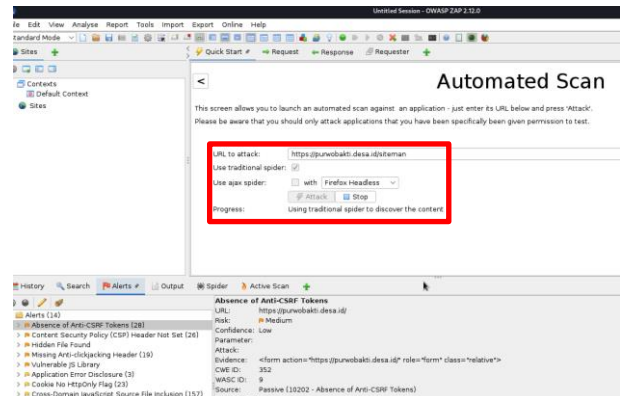 Untitled Session - OWASP ZAP 2.12.0
Edit View Analyse Report Tools Import Export Online Help
Standard Mode
Sites
Quick Start Request Response Requester
Contexts
Default Context
Sites
<
Automated Scan
This screen allows you to launch an automated scan against an application - just enter its URL below and press 'Attack'.
Please be aware that you should only attack applications that you have been specifically been given permission to test.
URL to attack: https://purwobakti.desa.id/siteman
Use traditional spider:
Use ajax spider: with Firefox Headless
Attack Stop
Progress: Using traditional spider to discover the content
History Search Alerts Output Spider Active Scan
Alerts (14)
Absence of Anti-CSRF Tokens (28)
Content Security Policy (CSP) Header Not Set (26)
Hidden File Found
Missing Anti-clickjacking Header (19)
Vulnerable JS Library
Application Error Disclosure (3)
Cookie No HttpOnly Flag (23)
Cross-Domain JavaScript Source File Inclusion (157)
Absence of Anti-CSRF Tokens
URL: https://purwobakti.desa.id/
Risk: Medium
Confidence: Low
Parameter:
Attack:
Evidence: <form action="https://purwobakti.desa.id/" role="form" class="relative">
CWE ID: 352
WASC ID: 9
Source: Passive (10202 - Absence of Anti-CSRF Tokens)